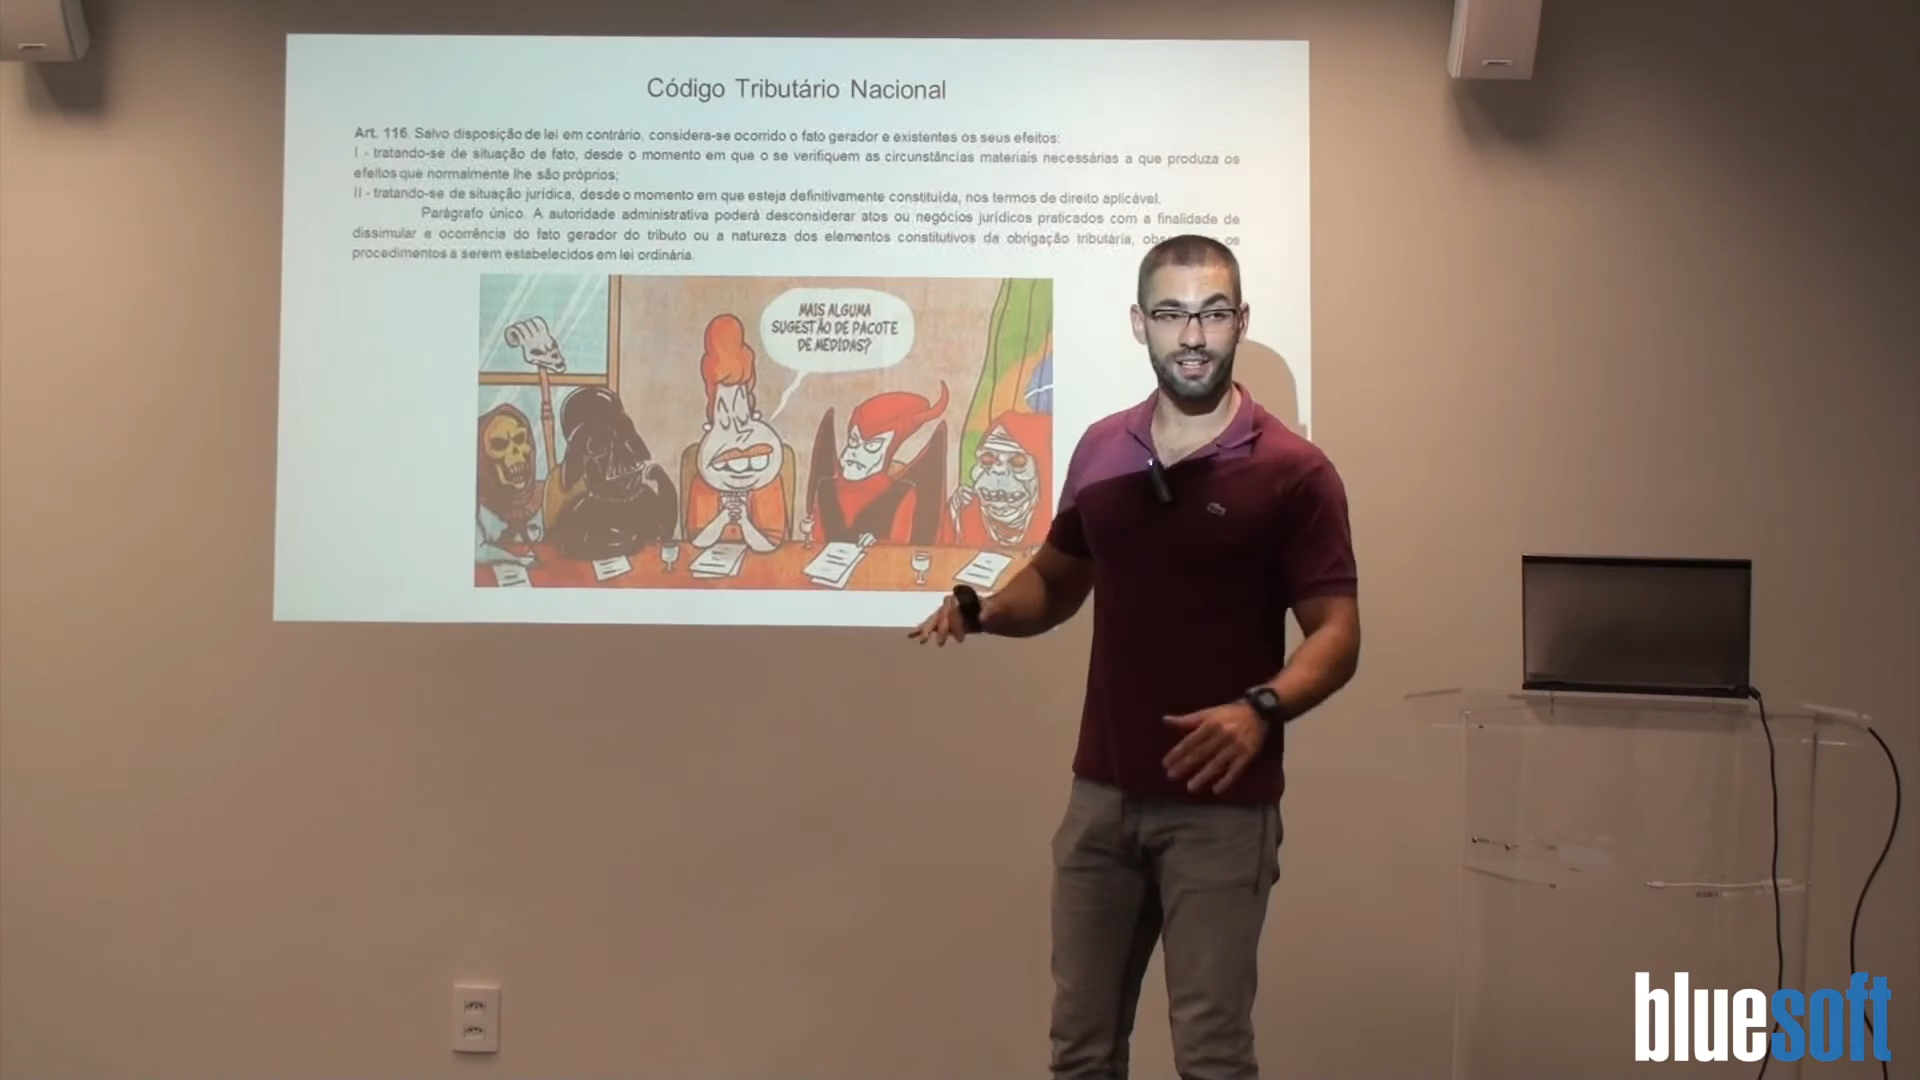 Código Tributário Nacional
Art. 116. Salvo disposição de lei em contrário, considera-se ocorrido o fato gerador e existentes os seus efeitos:
I - tratando-se de situação de fato, desde o momento em que o se verifiquem as circunstâncias materiais necessárias a que produza os
efeitos que normalmente lhe são próprios;
II - tratando-se de situação jurídica, desde o momento em que esteja definitivamente constituída, nos termos de direito aplicável.
Parágrafo único. A autoridade administrativa poderá desconsiderar atos ou negócios jurídicos praticados com a finalidade de
dissimular a ocorrência do fato gerador do tributo ou a natureza dos elementos constitutivos da obrigação tributária, os
procedimentos a serem estabelecidos em lei ordinária.
MAIS ALGUMA
SUGESTÃO DE PACOTE
DE MEDIDAS?
bluesoft